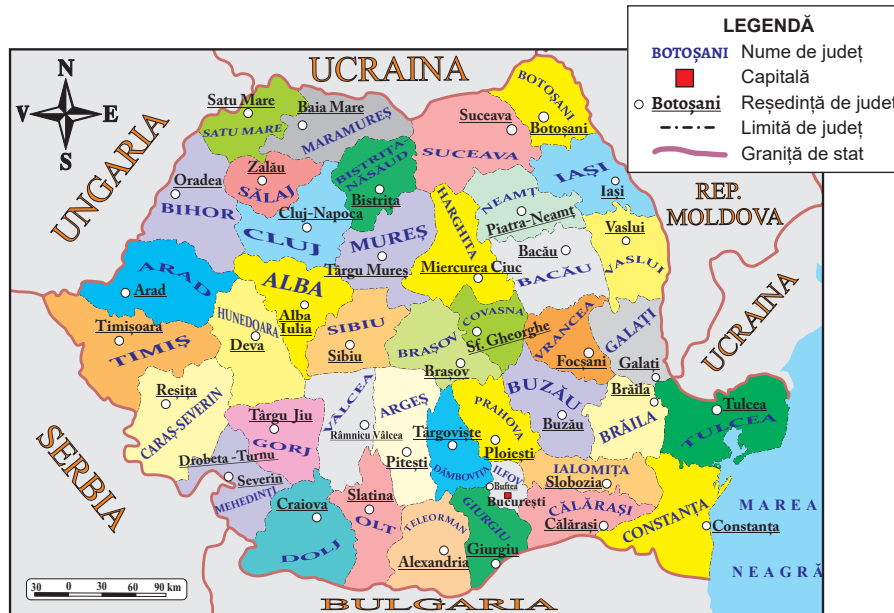 LEGENDĂ
BOTOȘANI Nume de județ
Capitală
Botoșani Reședință de județ
Limită de județ
Graniță de stat
N
V E
S
UCRAINA
UNGARIA
REP.
MOLDOVA
UCRAINA
SERBIA
BULGARIA
MAREA
NEAGRĂ
BOTOȘANI
Botoșani
Satu Mare
SATU MARE
Baia Mare
MARAMUREȘ
Suceava
SUCEAVA
BISTRIȚA
NĂSĂUD
Bistrița
Zalău
SĂLAJ
IAȘI
Iași
Oradea
BIHOR
Cluj-Napoca
CLUJ
MUREȘ
Târgu Mureș
HARGHITA
Miercurea Ciuc
NEAMȚ
Piatra-Neamț
Bacău
BACĂU
Vaslui
VASLUI
ARAD
Arad
ALBA
Alba
Iulia
Timișoara
TIMIȘ
HUNEDOARA
Deva
SIBIU
Sibiu
BRAȘOV
Brașov
COVASNA
Sf. Gheorghe
VRANCEA
Focșani
GALAȚI
Galați
Reșița
CARAȘ-SEVERIN
Târgu Jiu
GORJ
VÂLCEA
Râmnicu Vâlcea
ARGEȘ
Pitești
Târgoviște
DÂMBOVIȚA
PRAHOVA
Ploiești
BUZĂU
Buzău
Brăila
BRĂILA
Tulcea
TULCEA
Drobeta -Turnu
Severin
MEHEDINȚI
Craiova
DOLJ
Slatina
OLT
TELEORMAN
Alexandria
GIURGIU
Giurgiu
ILFOV
Buftea
București
IALOMIȚA
Slobozia
CĂLĂRAȘI
Călărași
CONSTANȚA
Constanța
30 0 30 60 90 km